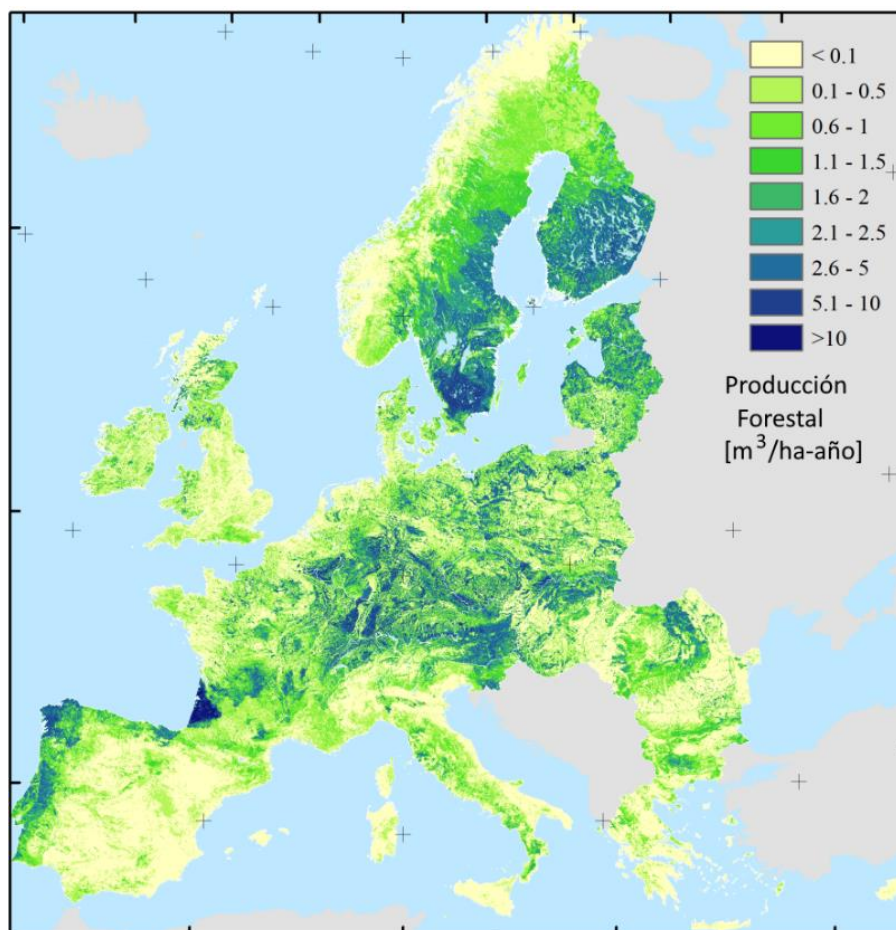 < 0.1
0.1 - 0.5
0.6 - 1
1.1 - 1.5
1.6 - 2
2.1 - 2.5
2.6 - 5
5.1 - 10
>10
Producción
Forestal
[m³/ha-año]